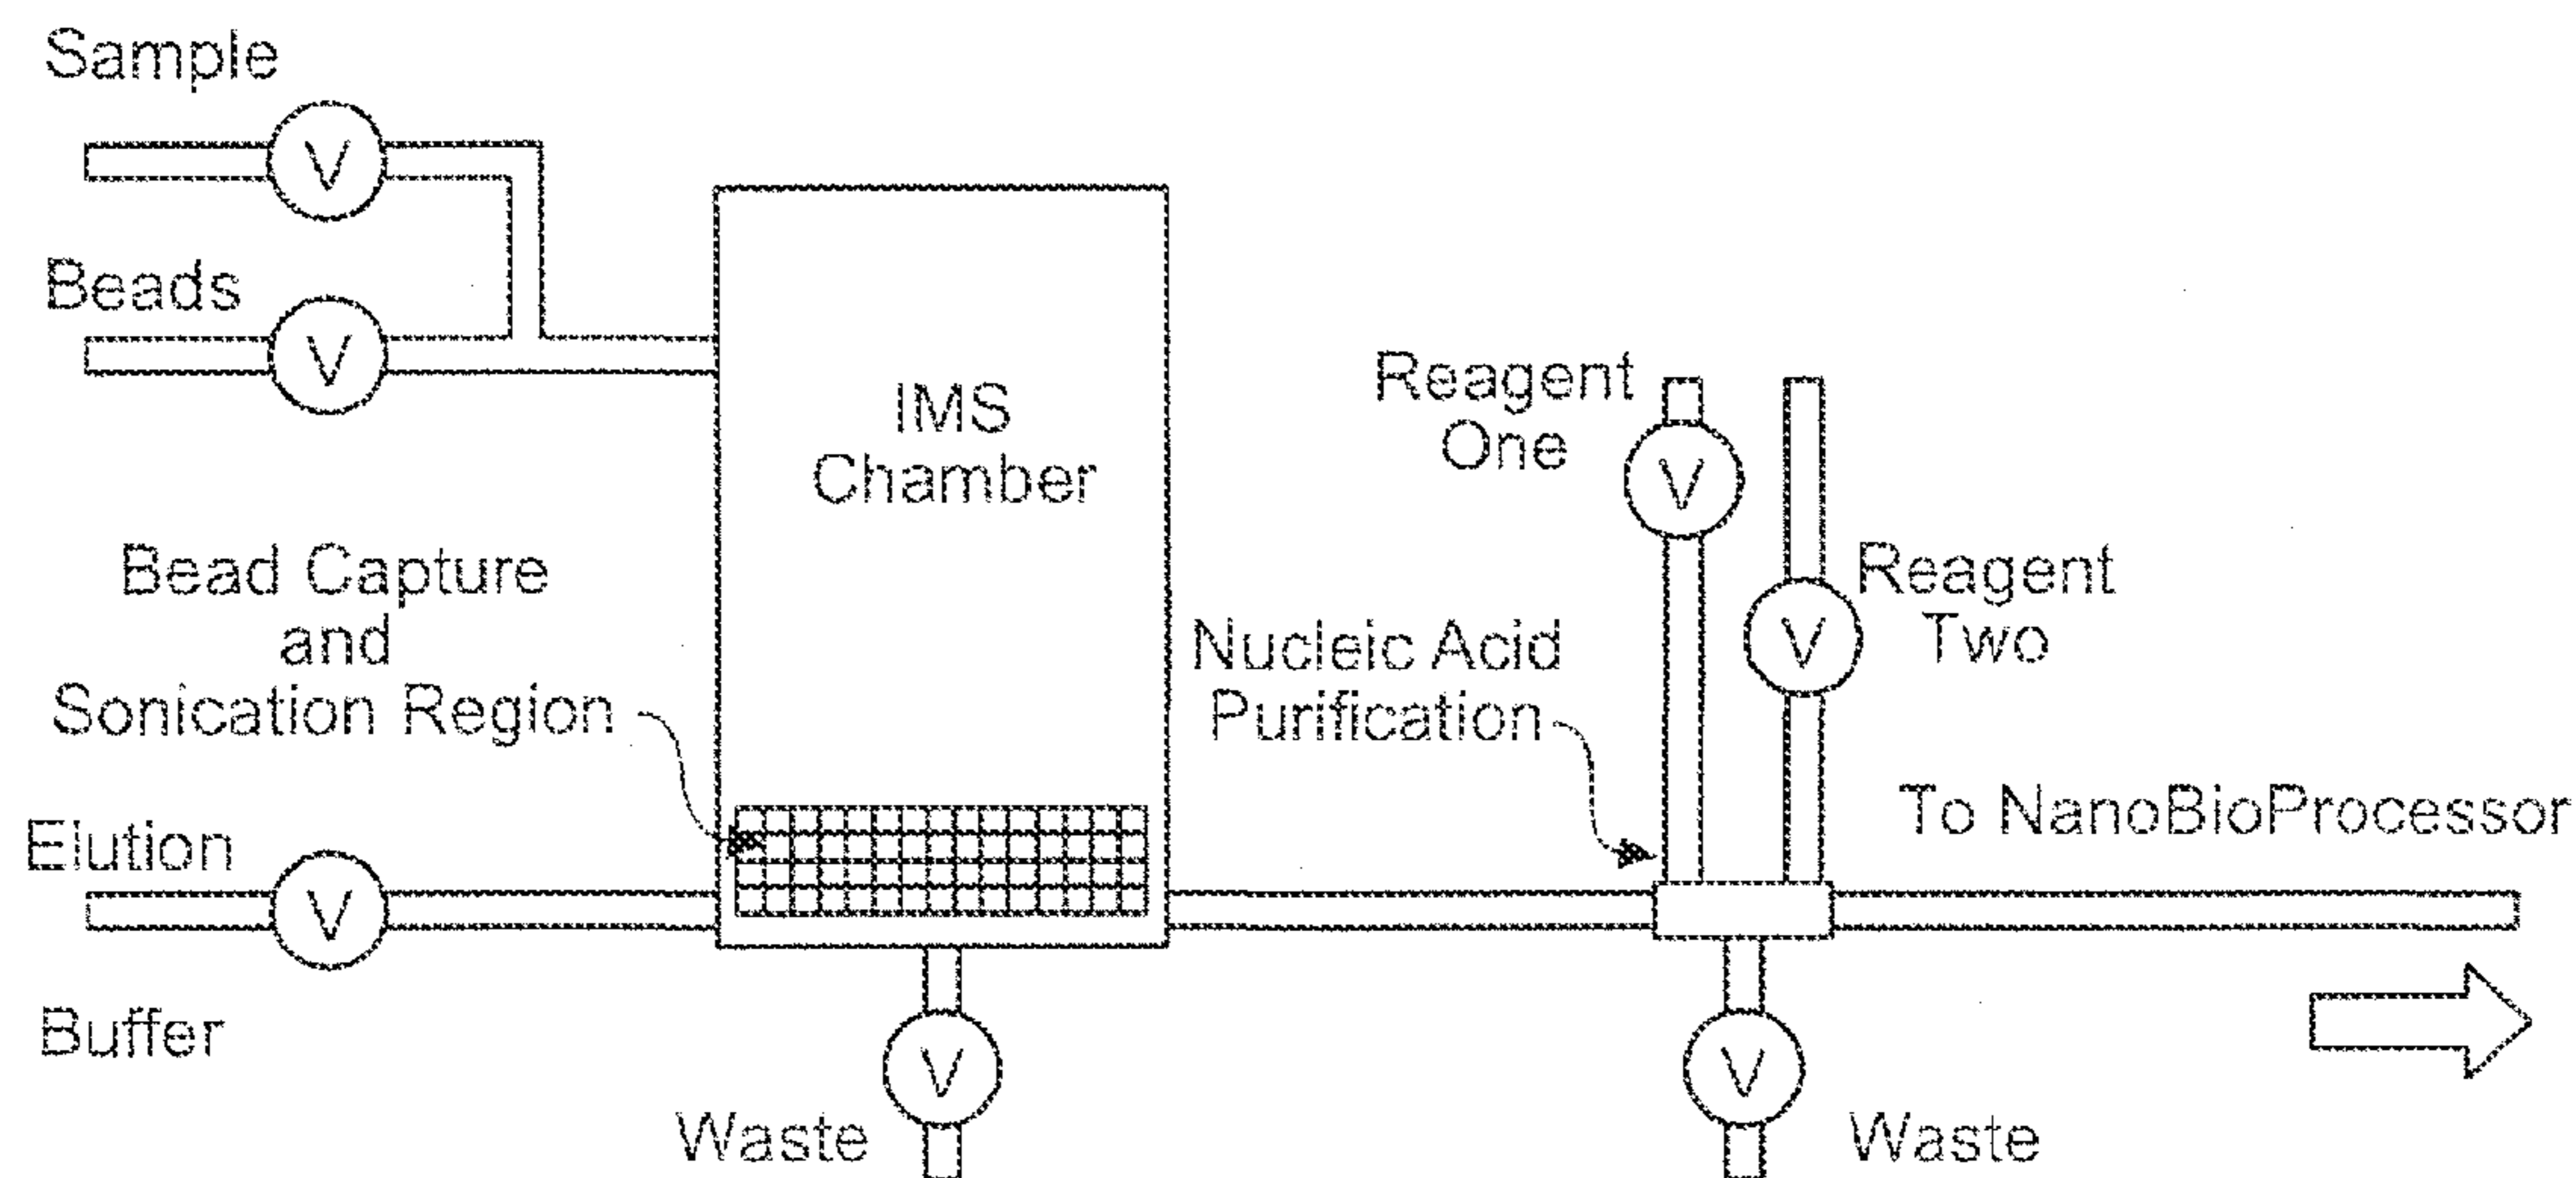 Sample
V
Beads
V
IMS
Chamber
Bead Capture
and
Sonication Region
Elution
V
Buffer
V
Waste
Reagent
One
V
Reagent
Two
V
Nucleic Acid
Purification
To NanoBioProcessor
V
Waste